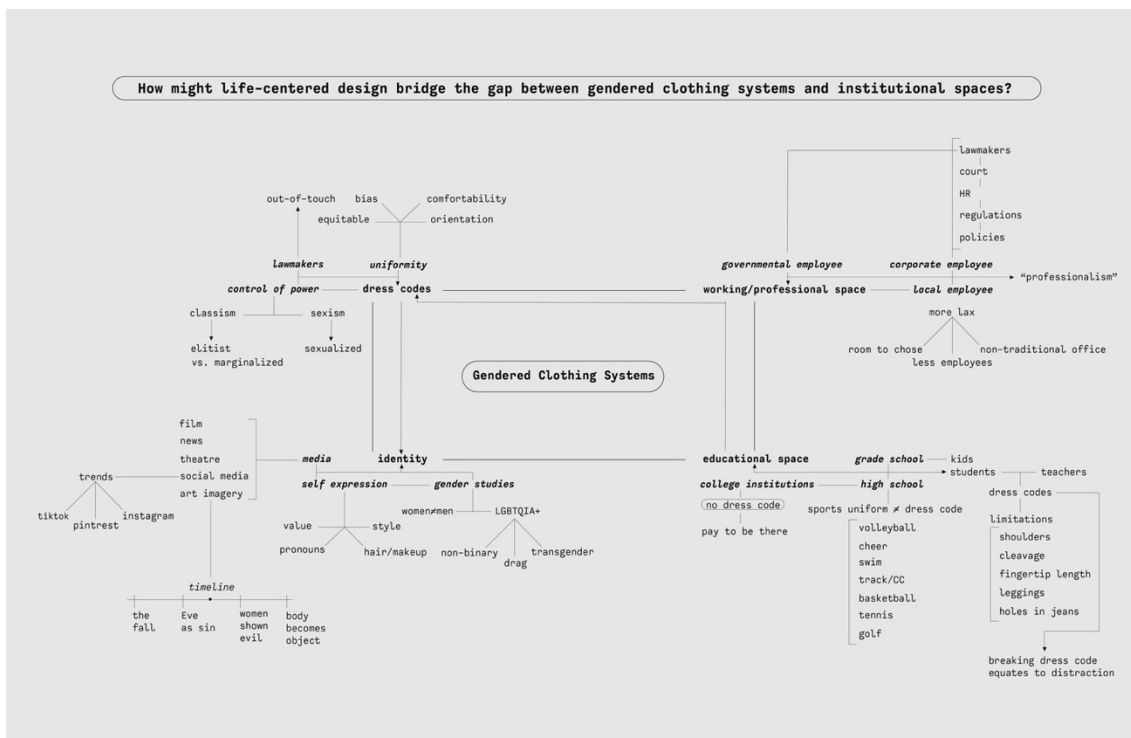 How might life-centered design bridge the gap between gendered clothing systems and institutional spaces?
out-of-touch
bias
comfortability
equitable
orientation
lawmakers
uniformity
control of power
dress codes
classism
sexism
elitist
vs. marginalized
sexualized
lawmakers
court
HR
regulations
policies
governmental employee
corporate employee
"professionalism"
working/professional space
local employee
more lax
room to chose
non-traditional office
less employees
Gendered Clothing Systems
film
news
theatre
social media
art imagery
media
identity
trends
tiktok
pintrest
instagram
self expression
gender studies
value
style
pronouns
hair/makeup
women≠men
LGBTQIA+
non-binary
drag
transgender
timeline
the
fall
Eve
as sin
women
shown
evil
body
becomes
object
educational space
grade school
kids
students
teachers
college institutions
high school
no dress code
pay to be there
sports uniform ≠ dress code
volleyball
cheer
swim
track/CC
basketball
tennis
golf
dress codes
limitations
shoulders
cleavage
fingertip length
leggings
holes in jeans
breaking dress code
equates to distraction